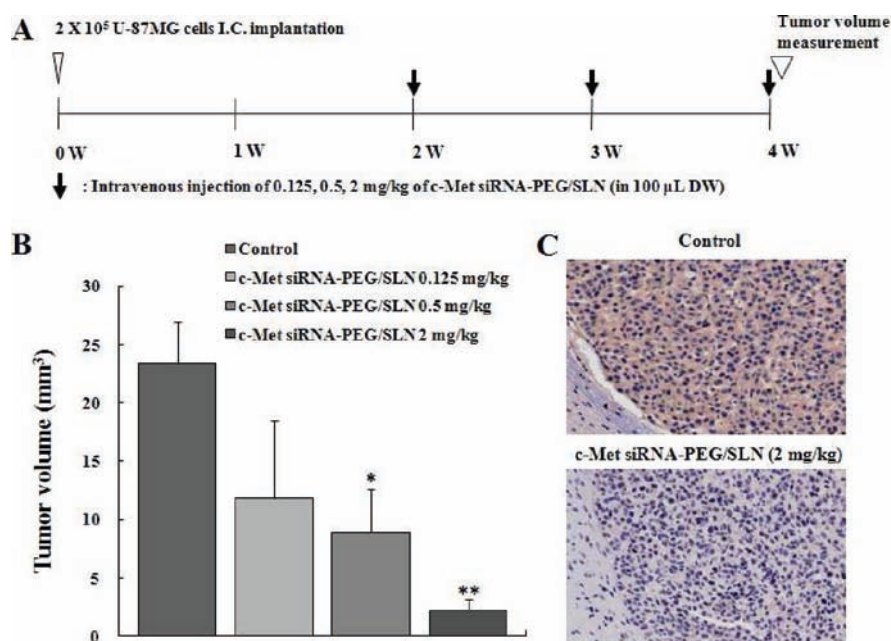 A
2 X 10⁵ U-87MG cells I.C. implantation
Tumor volume
measurement
0 W 1 W 2 W 3 W 4 W
: Intravenous injection of 0.125, 0.5, 2 mg/kg of c-Met siRNA-PEG/SLN (in 100 µL DW)
B
Control
c-Met siRNA-PEG/SLN 0.125 mg/kg
c-Met siRNA-PEG/SLN 0.5 mg/kg
c-Met siRNA-PEG/SLN 2 mg/kg
Tumor volume (mm³)
30
25
20
15
10
5
0
*
**
C
Control
c-Met siRNA-PEG/SLN (2 mg/kg)